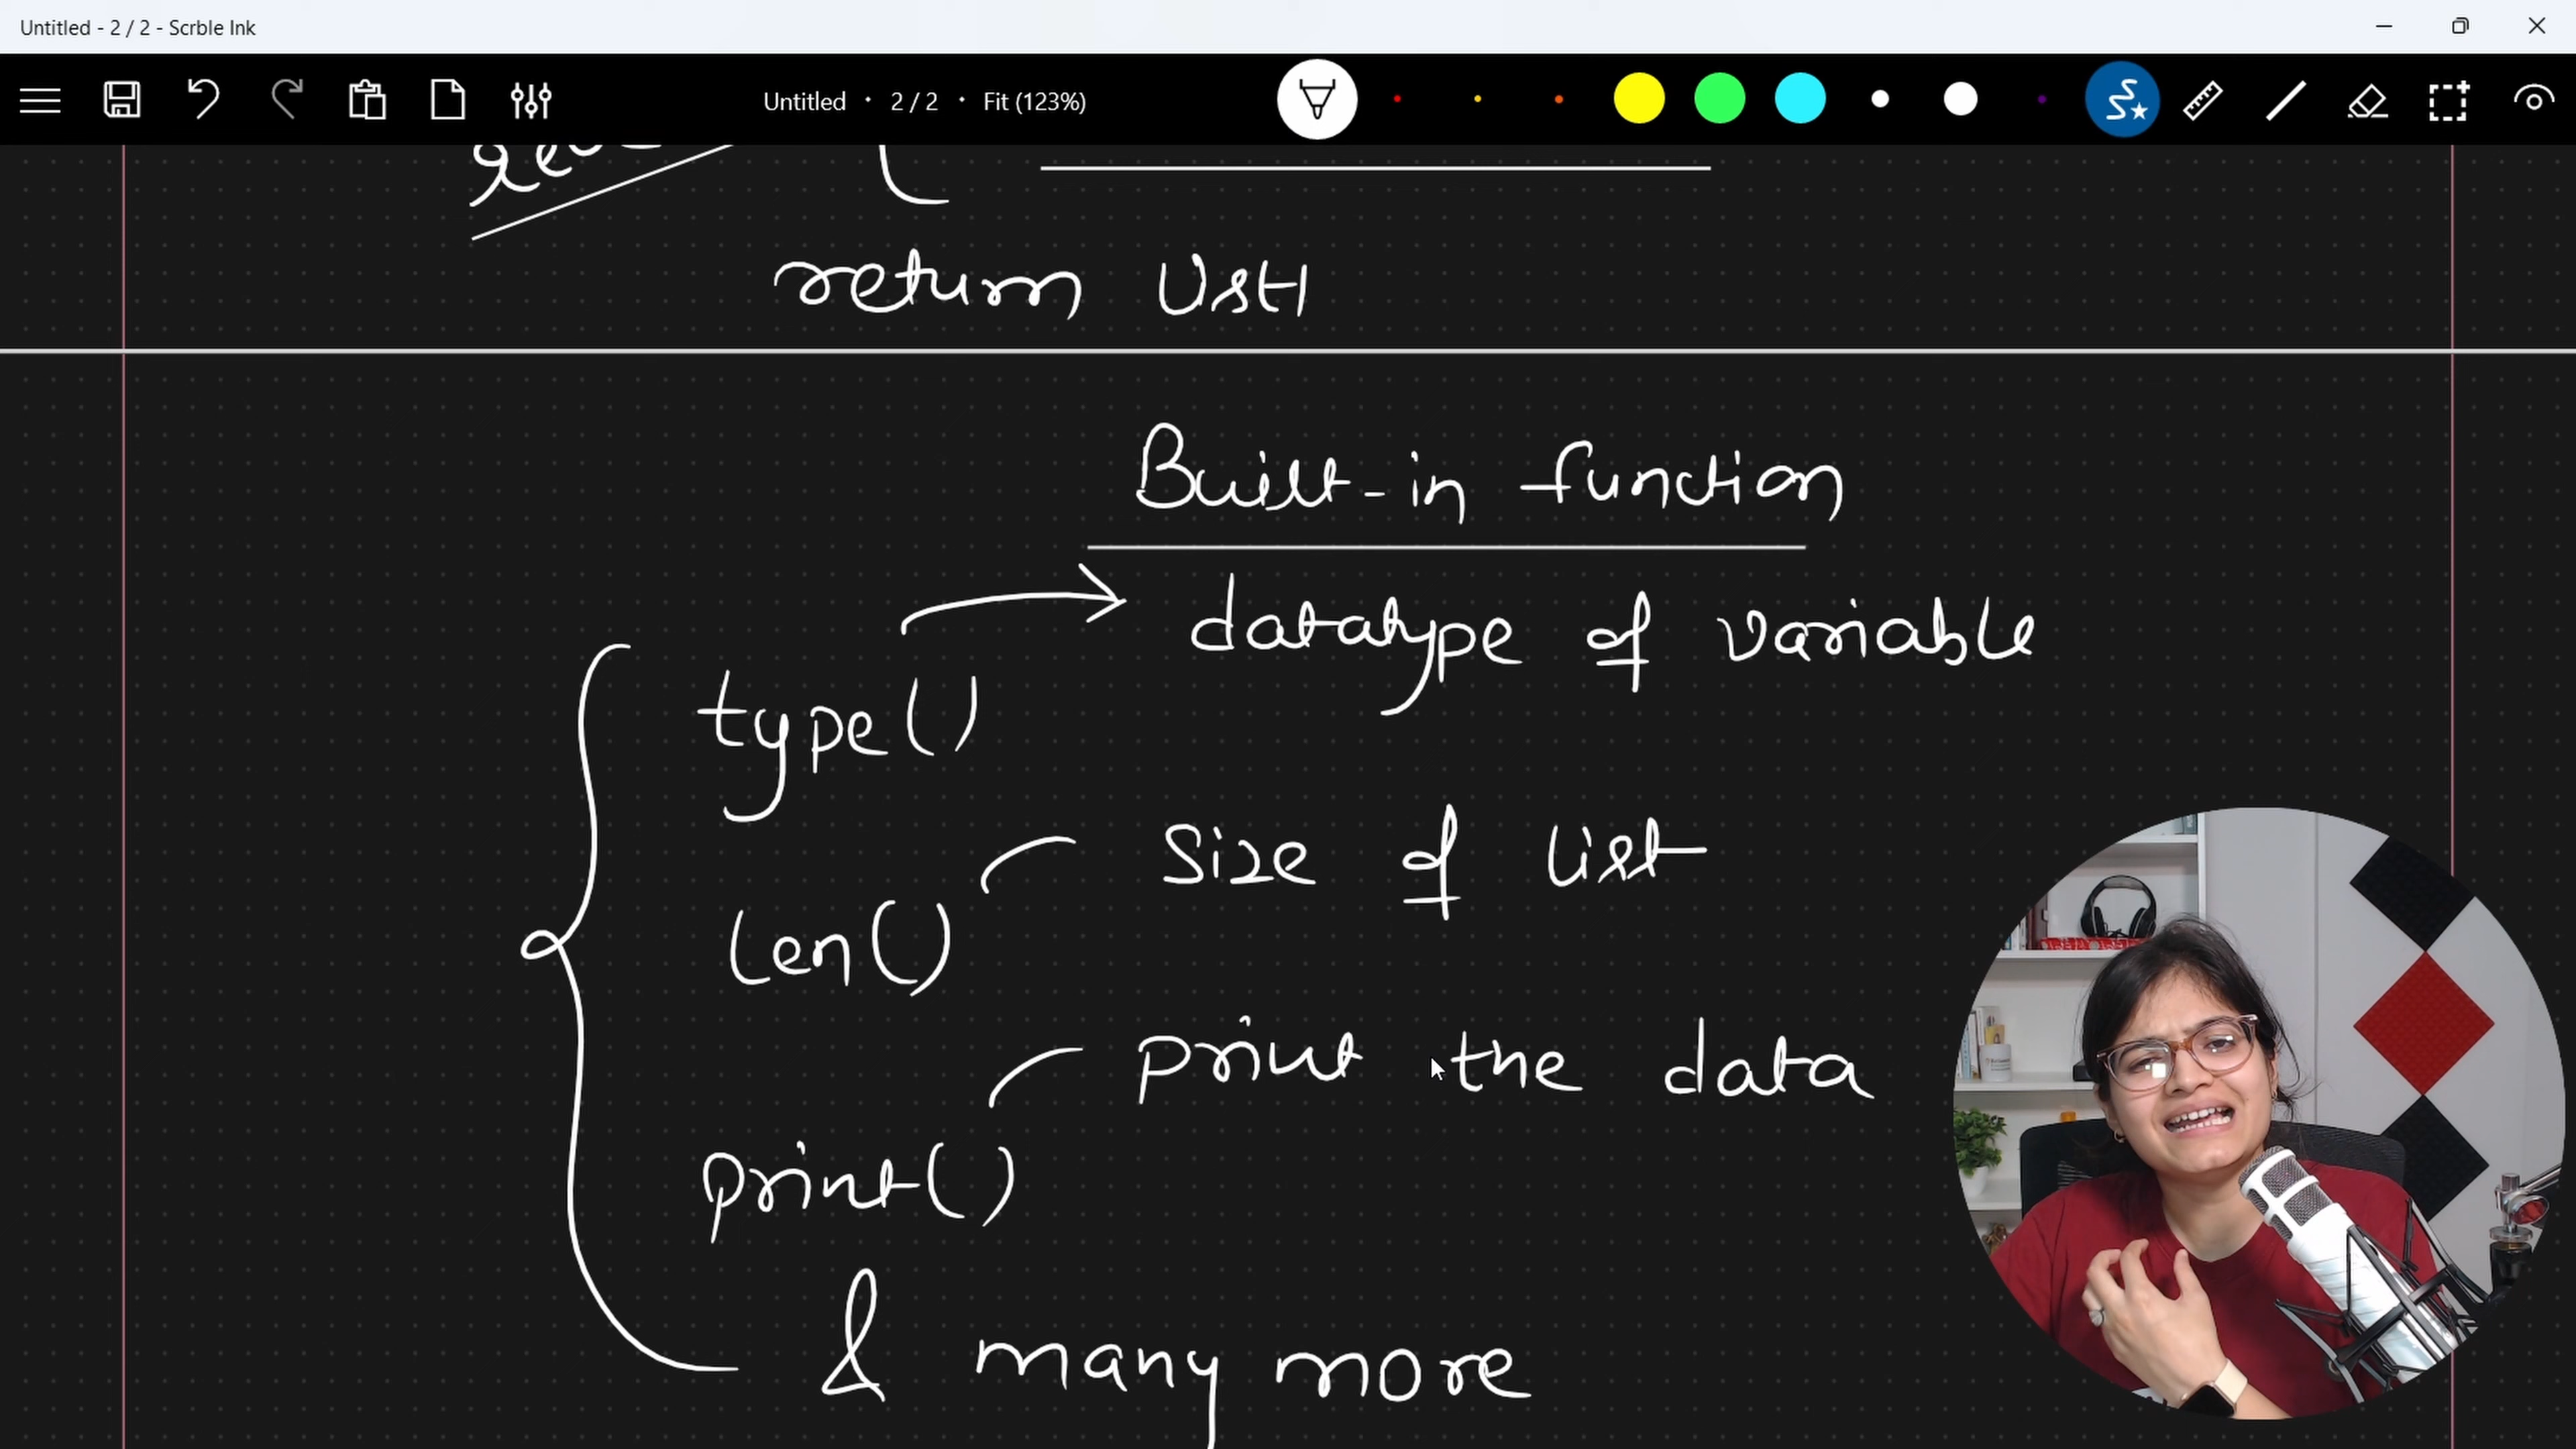 Untitled - 2 / 2 - Scrble Ink
Untitled • 2 / 2 • Fit (123%)
return list1
Built-in function
datatype of variable
type()
size of list
len()
print the data
print()
& many more